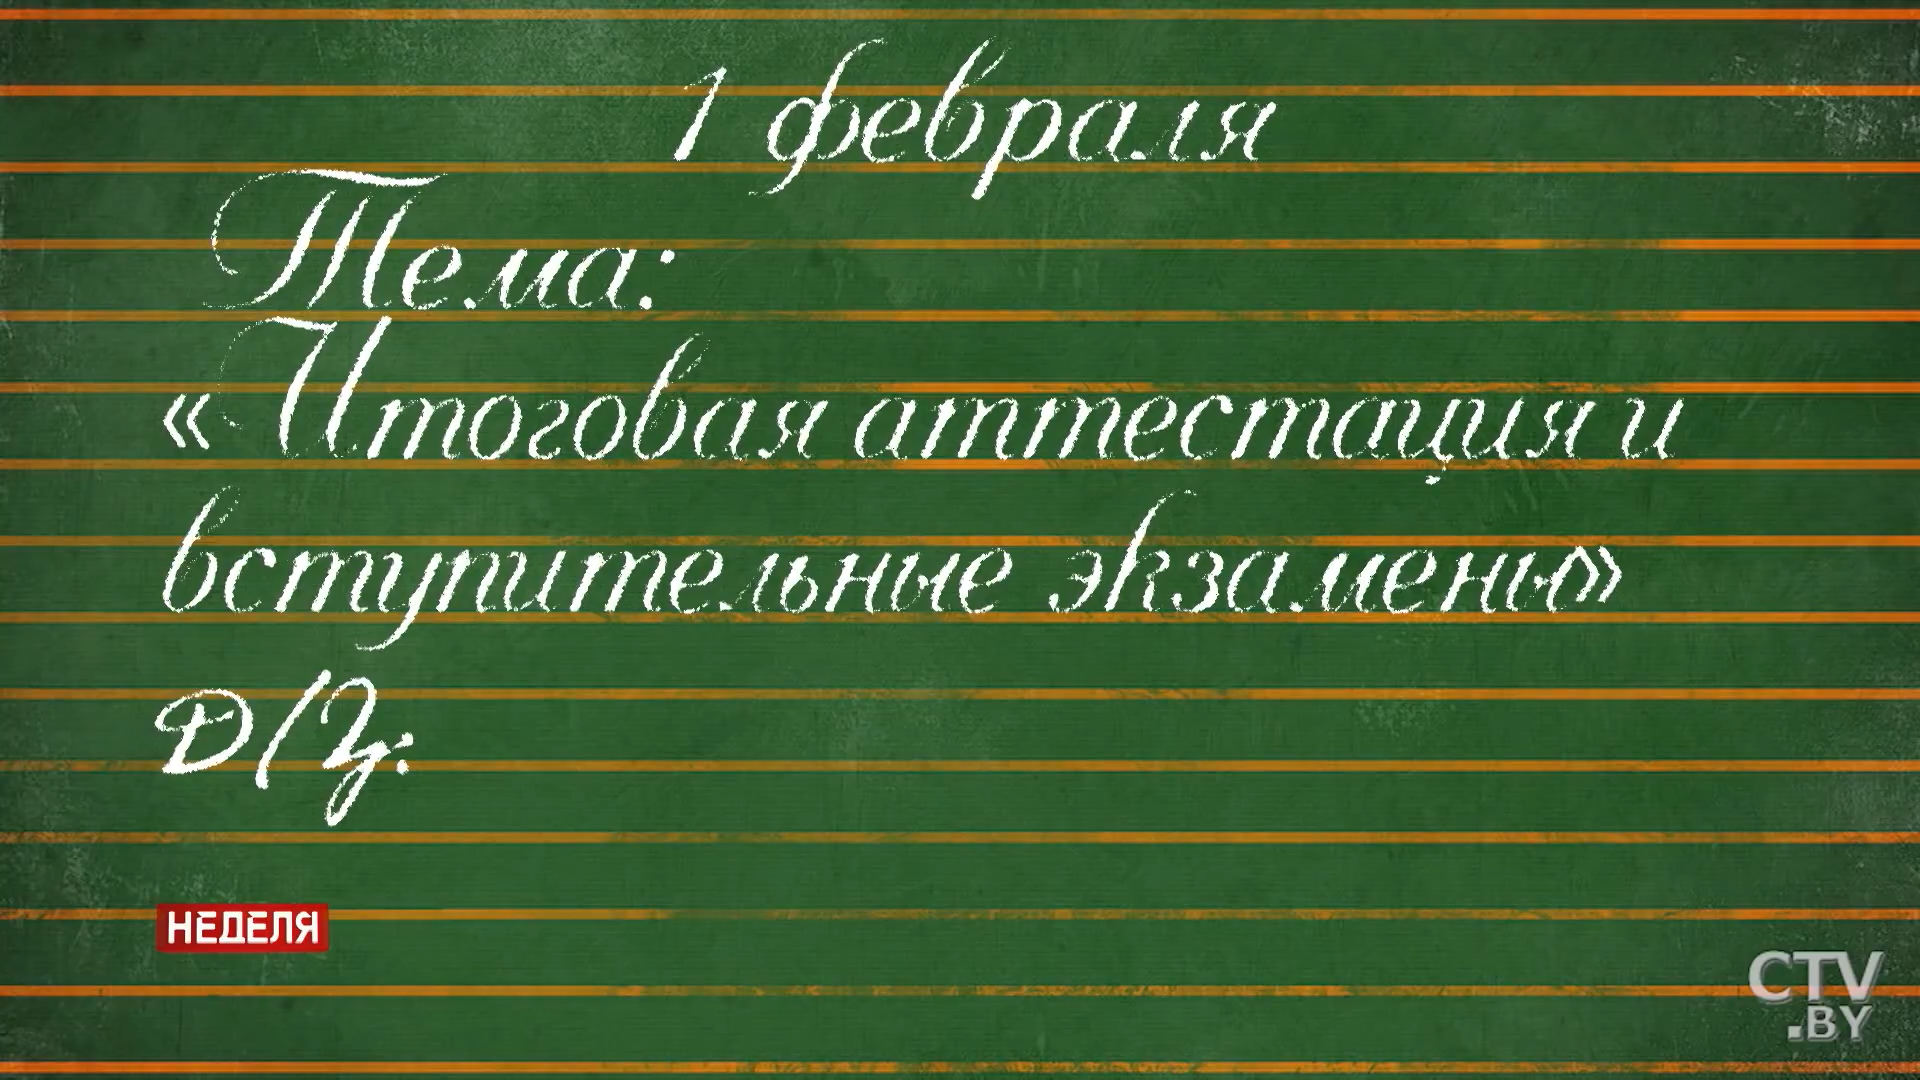 1 февраля
Тема:
«Итоговая аттестация и
вступительные экзамены»
Д/З:
НЕДЕЛЯ
CTV
.BY